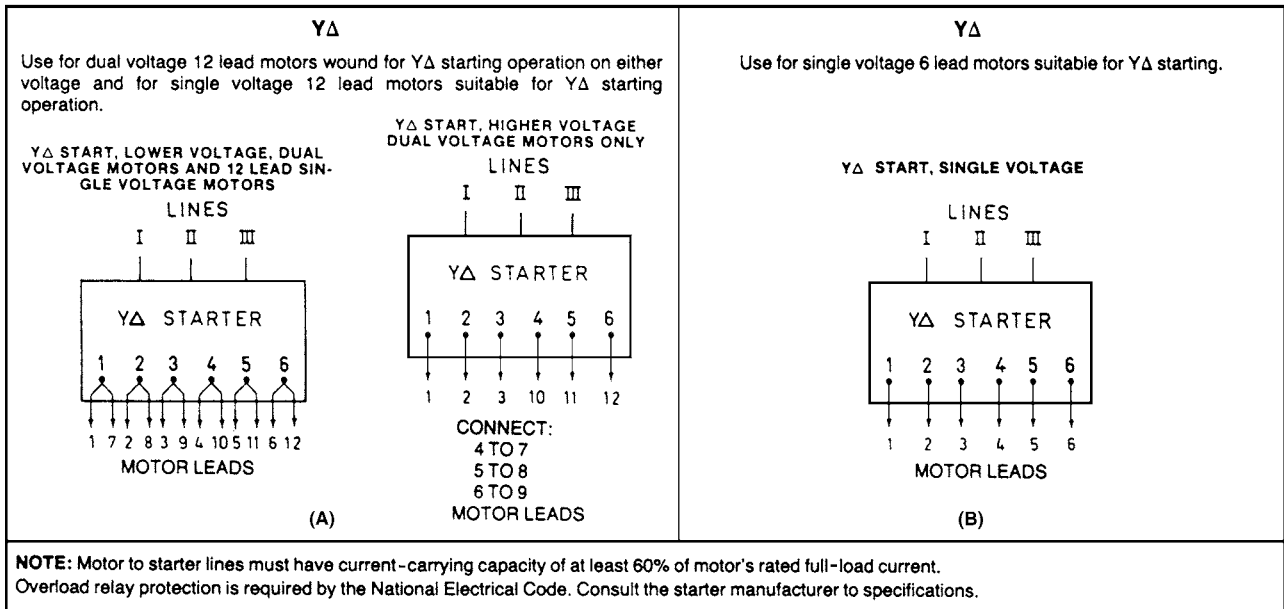 YΔ
Use for dual voltage 12 lead motors wound for YΔ starting operation on either
voltage and for single voltage 12 lead motors suitable for YΔ starting
operation.
YΔ START, LOWER VOLTAGE, DUAL
VOLTAGE MOTORS AND 12 LEAD SIN-
GLE VOLTAGE MOTORS
LINES
I II III
YΔ STARTER
1 2 3 4 5 6
1 7 2 8 3 9 4 10 5 11 6 12
MOTOR LEADS
YΔ START, HIGHER VOLTAGE
DUAL VOLTAGE MOTORS ONLY
LINES
I II III
YΔ STARTER
1 2 3 4 5 6
1 2 3 10 11 12
CONNECT:
4 TO 7
5 TO 8
6 TO 9
MOTOR LEADS
(A)
YΔ
Use for single voltage 6 lead motors suitable for YΔ starting.
YΔ START, SINGLE VOLTAGE
LINES
I II III
YΔ STARTER
1 2 3 4 5 6
1 2 3 4 5 6
MOTOR LEADS
(B)
NOTE: Motor to starter lines must have current-carrying capacity of at least 60% of motor's rated full-load current.
Overload relay protection is required by the National Electrical Code. Consult the starter manufacturer to specifications.